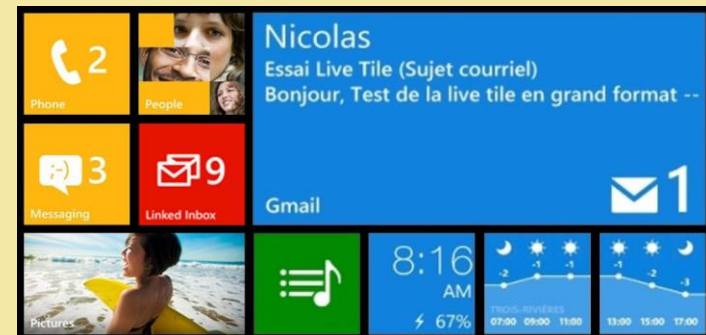 2
Phone
People
Nicolas
Essai Live Tile (Sujet courriel)
Bonjour, Test de la live tile en grand format --
;-) 3
Messaging
9
Linked Inbox
Gmail
1
Pictures
8:16
AM
67%
-2 -1 -1
TROIS-RIVIÈRES
07:00 09:00 11:00
-1 -2 -3
13:00 15:00 17:00